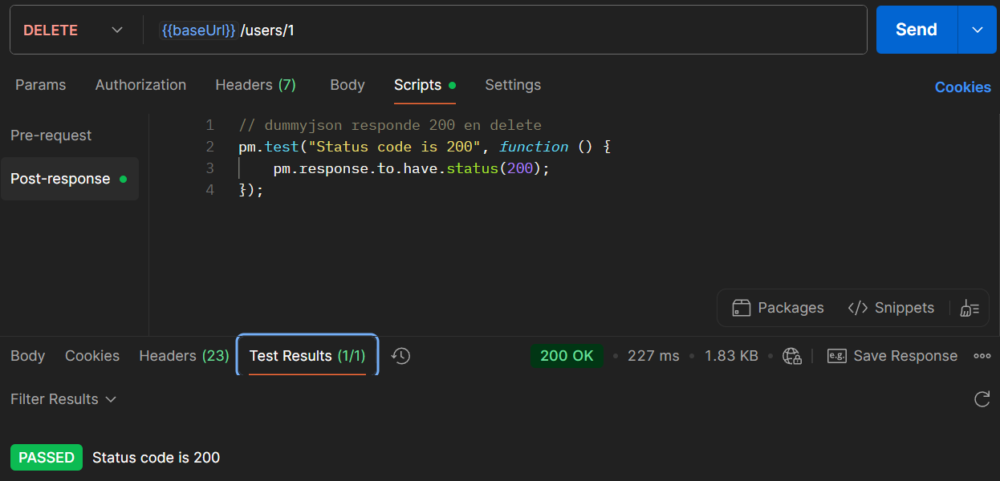 DELETE {{baseUrl}} /users/1 Send
Params Authorization Headers (7) Body Scripts Settings Cookies
Pre-request
Post-response
1 // dummyjson responde 200 en delete
2 pm.test("Status code is 200", function () {
3 pm.response.to.have.status(200);
4 });
Packages </> Snippets
Body Cookies Headers (23) Test Results (1/1) 200 OK 227 ms 1.83 KB e.g. Save Response
Filter Results
PASSED Status code is 200